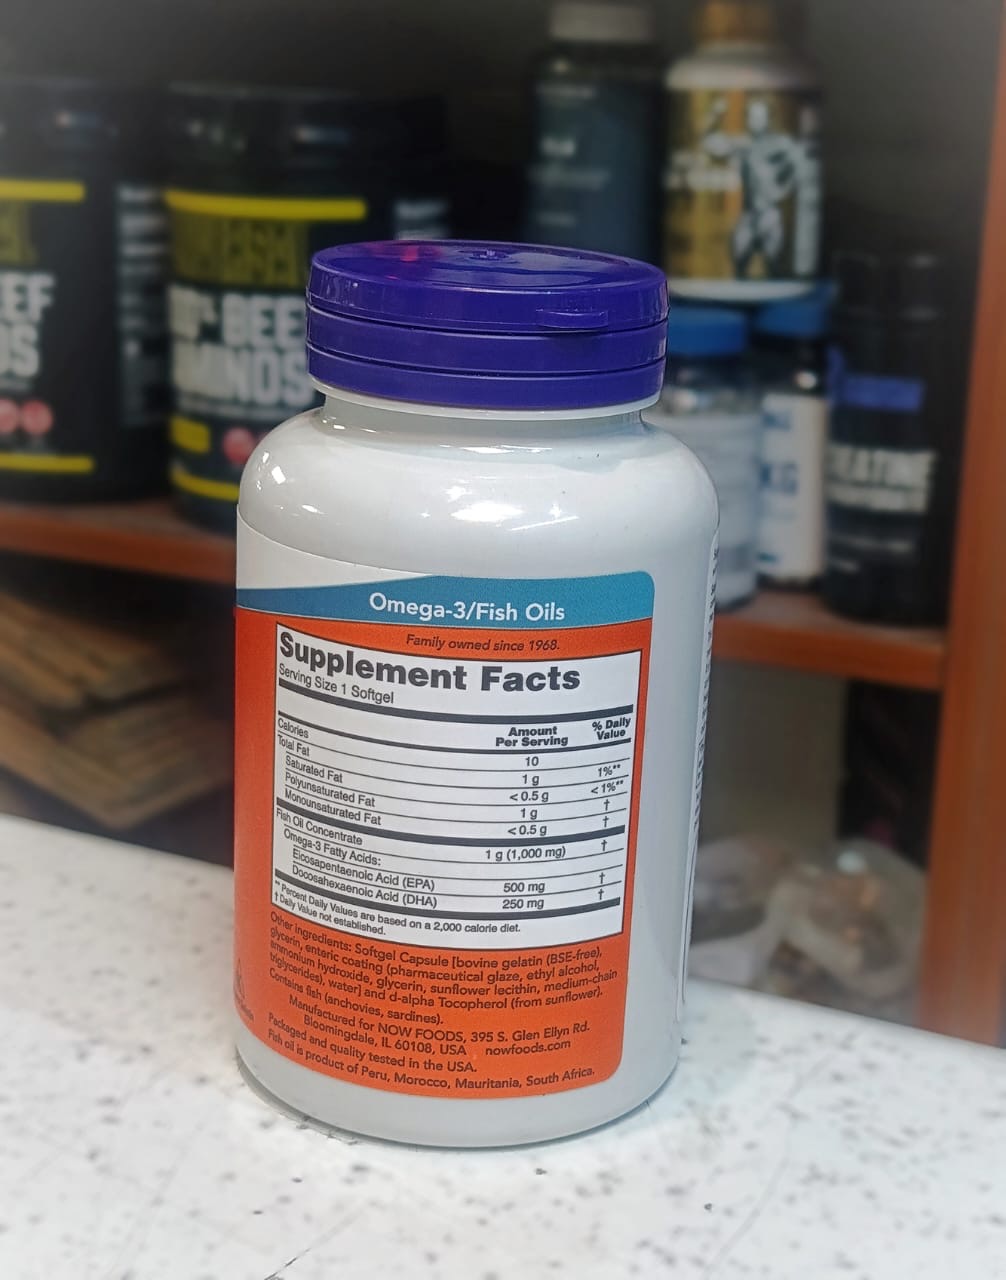 Omega-3/Fish Oils
Family owned since 1968.
Supplement Facts
Serving Size 1 Softgel
Amount Per Serving % Daily Value
Calories 10
Total Fat 1 g 1%**
Saturated Fat < 0.5 g < 1%**
Polyunsaturated Fat 1 g †
Monounsaturated Fat < 0.5 g †
Fish Oil Concentrate 1 g (1,000 mg) †
Omega-3 Fatty Acids:
Eicosapentaenoic Acid (EPA) 500 mg †
Docosahexaenoic Acid (DHA) 250 mg †
** Percent Daily Values are based on a 2,000 calorie diet.
† Daily Value not established.
Other ingredients: Softgel Capsule [bovine gelatin (BSE-free),
glycerin, enteric coating (pharmaceutical glaze, ethyl alcohol,
ammonium hydroxide, glycerin, sunflower lecithin, medium-chain
triglycerides), water] and d-alpha Tocopherol (from sunflower).
Contains fish (anchovies, sardines).
Manufactured for NOW FOODS, 395 S. Glen Ellyn Rd.
Bloomingdale, IL 60108, USA nowfoods.com
Packaged and quality tested in the USA.
Fish oil is product of Peru, Morocco, Mauritania, South Africa.
EEF
OS
BEE
AMINOS
KG
REATINE